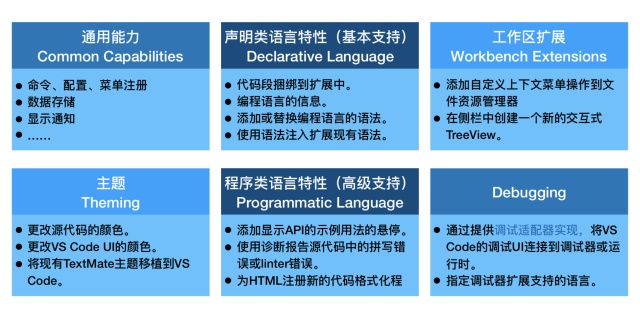 通用能力
Common Capabilities
● 命令、配置、菜单注册
● 数据存储
● 显示通知
● ......
声明类语言特性（基本支持）
Declarative Language
● 代码段捆绑到扩展中。
● 编程语言的信息。
● 添加或替换编程语言的语法。
● 使用语法注入扩展现有语法。
工作区扩展
Workbench Extensions
● 添加自定义上下文菜单操作到文
件资源管理器
● 在侧栏中创建一个新的交互式
TreeView。
主题
Theming
● 更改源代码的颜色。
● 更改VS Code UI的颜色。
● 将现有TextMate主题移植到VS
Code。
程序类语言特性（高级支持）
Programmatic Language
● 添加显示API的示例用法的悬停。
● 使用诊断报告源代码中的拼写错
误或linter错误。
● 为HTML注册新的代码格式化程
Debugging
● 通过提供调试适配器实现，将VS
Code的调试UI连接到调试器或运
行时。
● 指定调试器扩展支持的语言。